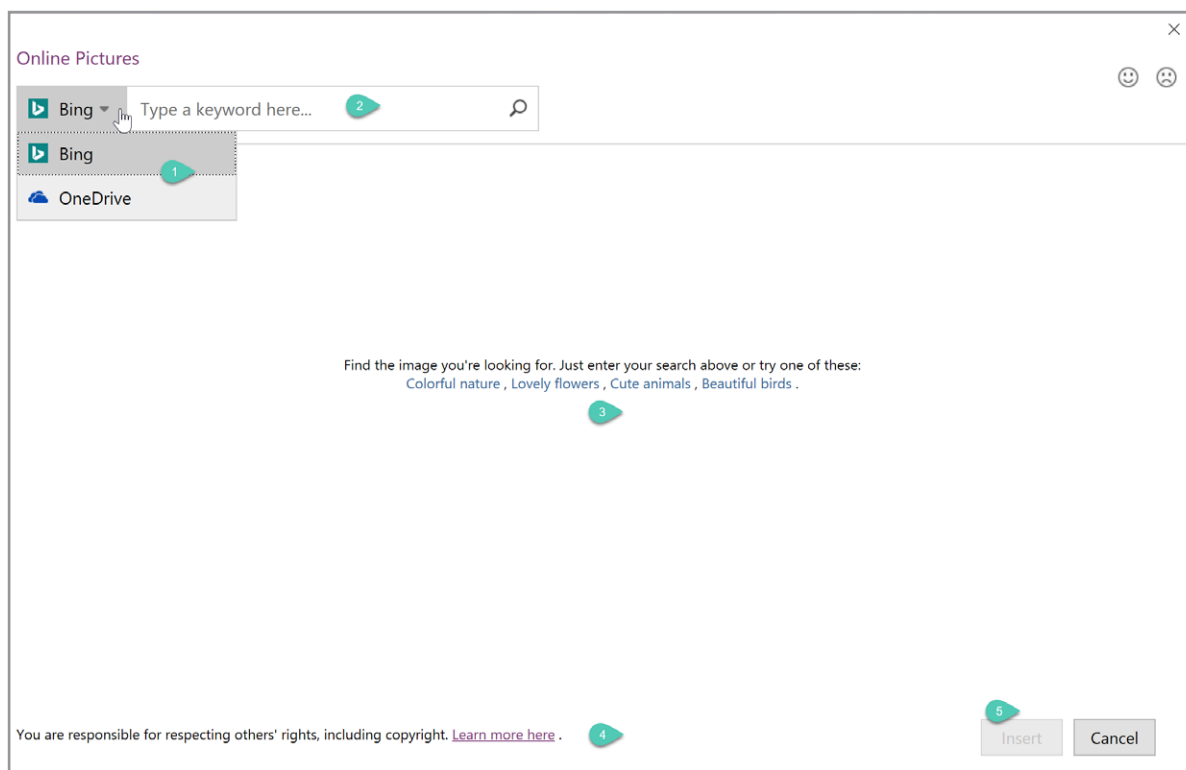 Online Pictures
Bing Type a keyword here... 2
Bing
1
OneDrive
Find the image you're looking for. Just enter your search above or try one of these:
Colorful nature , Lovely flowers , Cute animals , Beautiful birds .
3
5
You are responsible for respecting others' rights, including copyright. Learn more here . 4 Insert Cancel